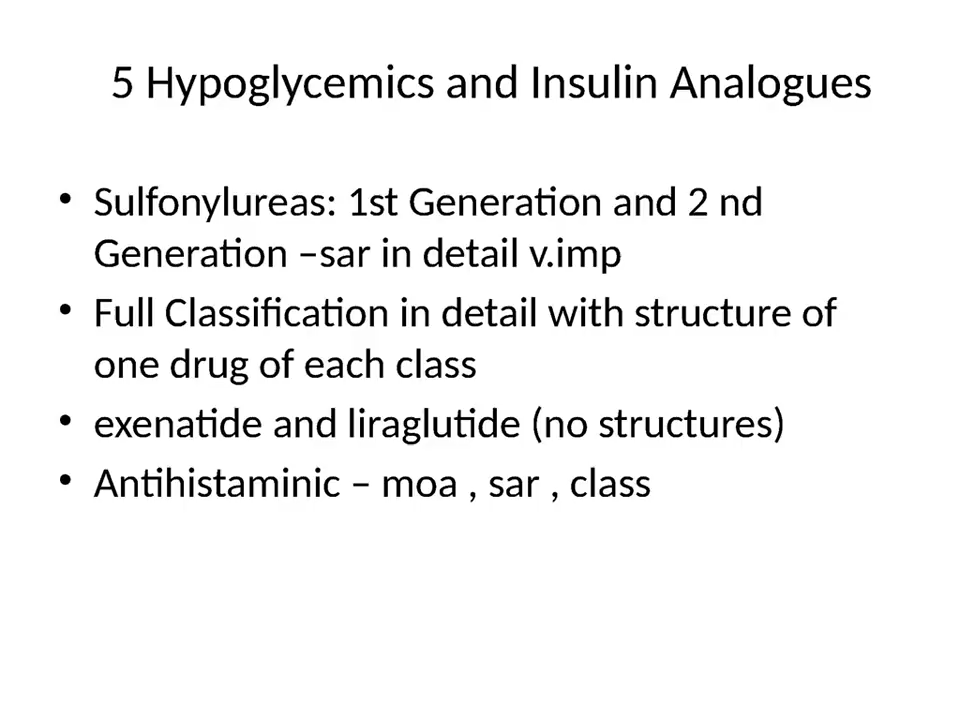 5 Hypoglycemics and Insulin Analogues
• Sulfonylureas: 1st Generation and 2 nd
Generation –sar in detail v.imp
• Full Classification in detail with structure of
one drug of each class
• exenatide and liraglutide (no structures)
• Antihistaminic – moa , sar , class